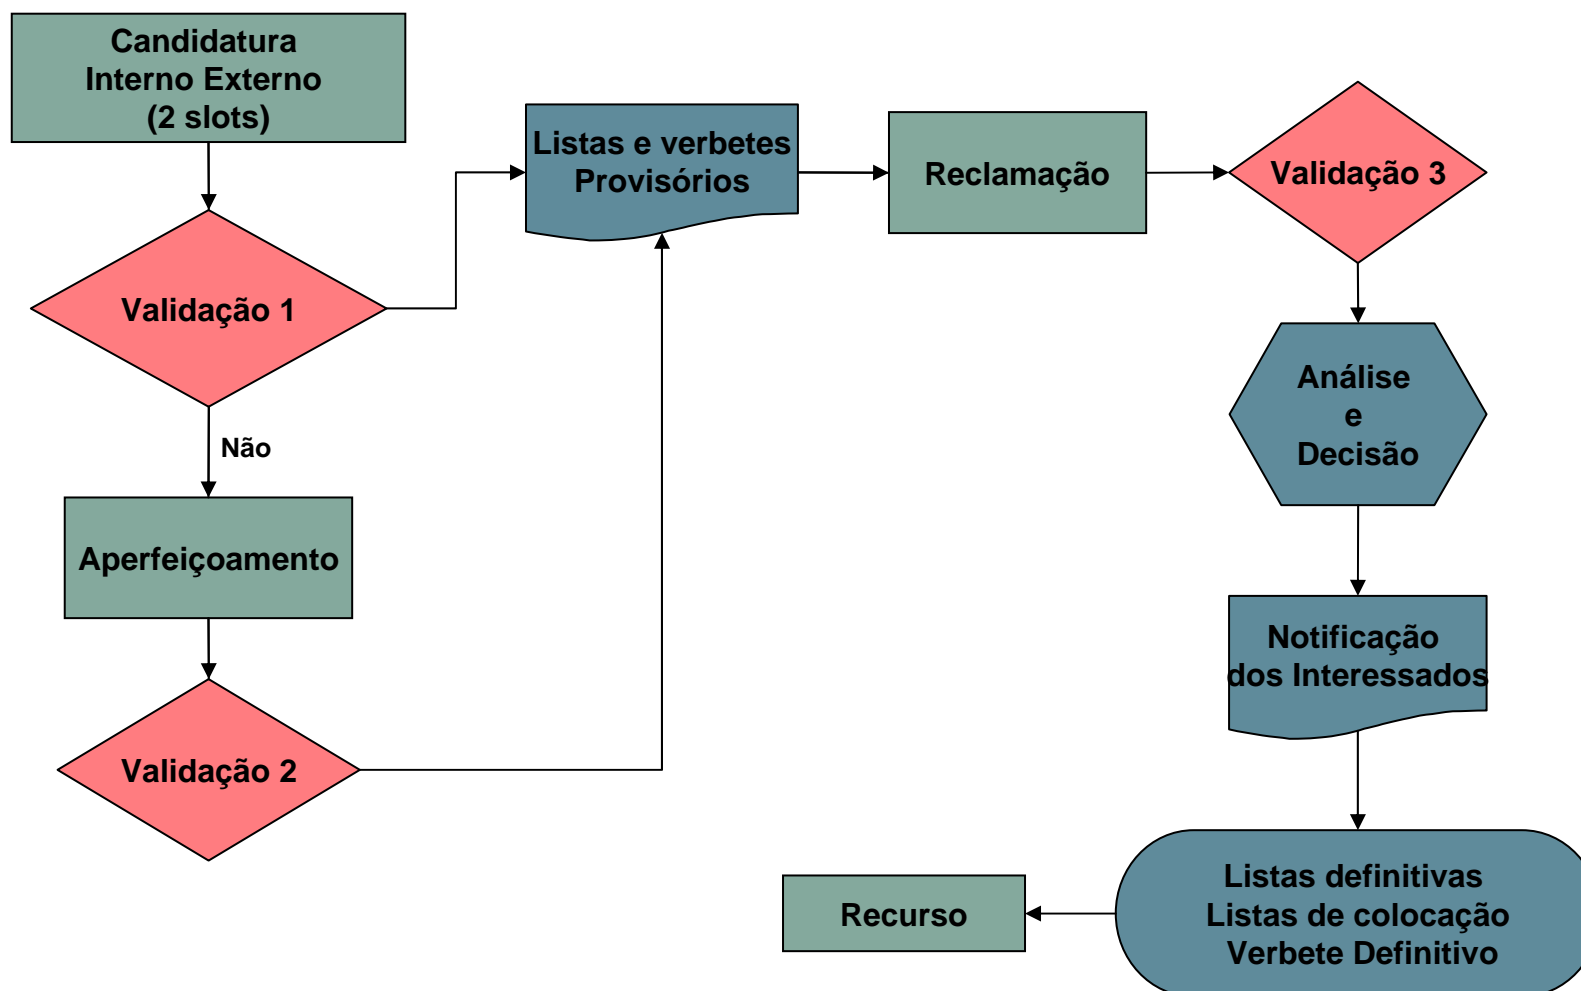 Candidatura
Interno Externo
(2 slots)
Validação 1
Não
Aperfeiçoamento
Validação 2
Listas e verbetes
Provisórios
Reclamação
Validação 3
Análise
e
Decisão
Notificação
dos Interessados
Listas definitivas
Listas de colocação
Verbete Definitivo
Recurso